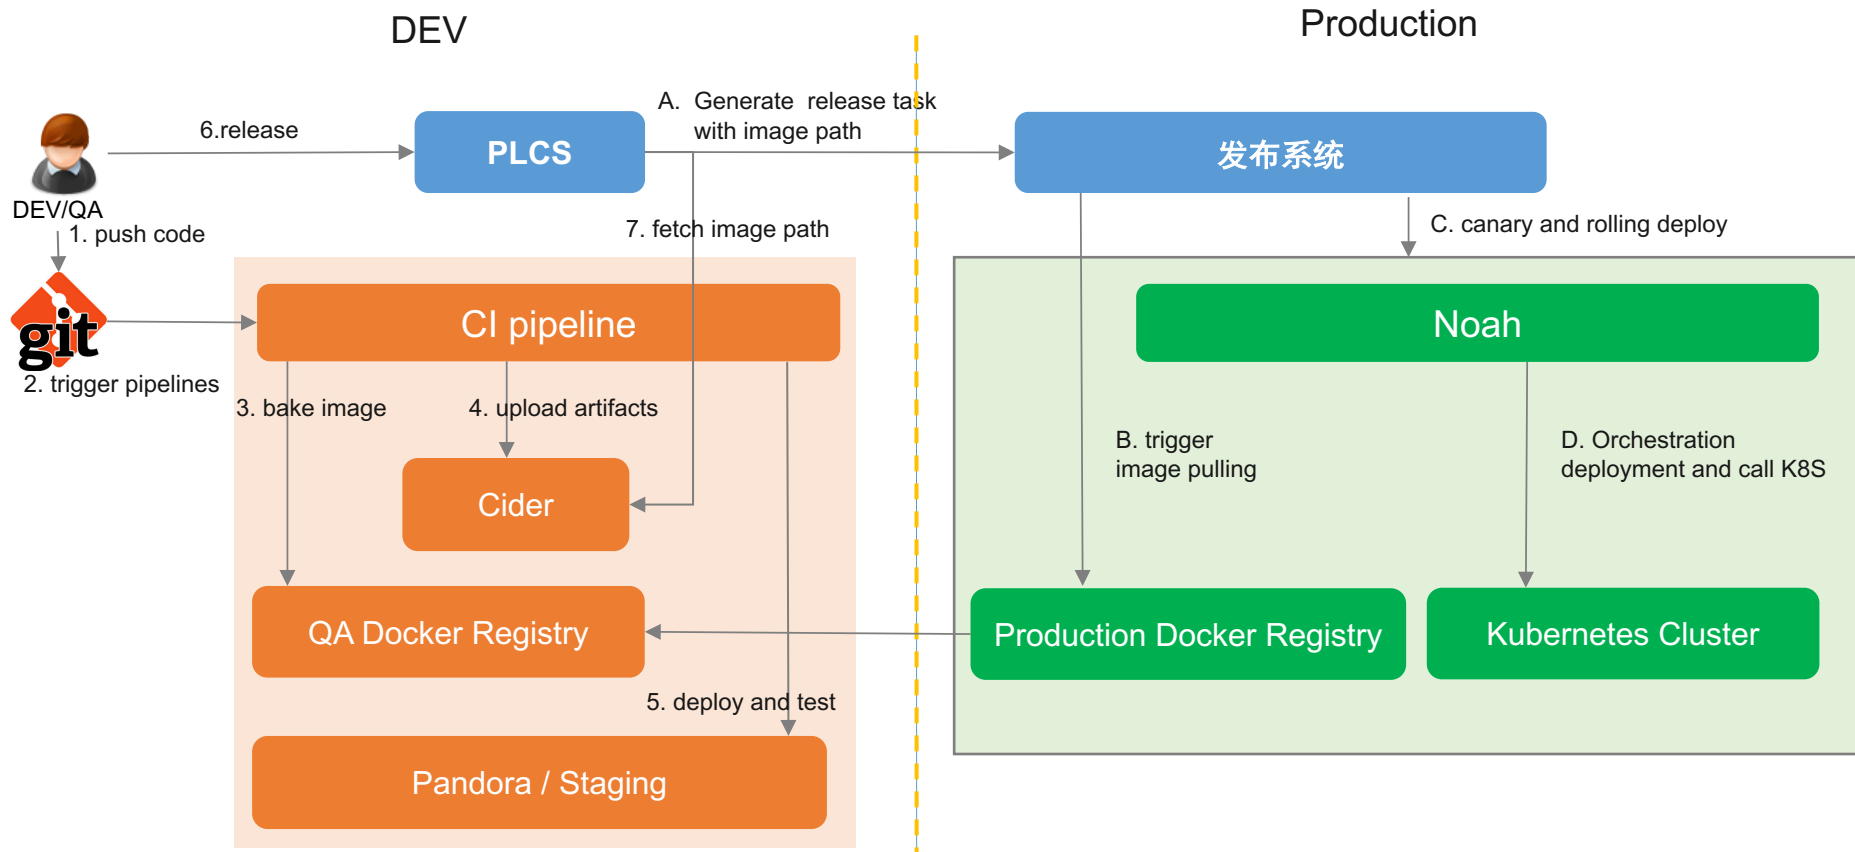 DEV
Production
A. Generate release task
with image path
6.release
PLCS
发布系统
DEV/QA
1. push code
7. fetch image path
C. canary and rolling deploy
git
CI pipeline
Noah
2. trigger pipelines
3. bake image
4. upload artifacts
B. trigger
image pulling
D. Orchestration
deployment and call K8S
Cider
QA Docker Registry
Production Docker Registry
Kubernetes Cluster
5. deploy and test
Pandora / Staging